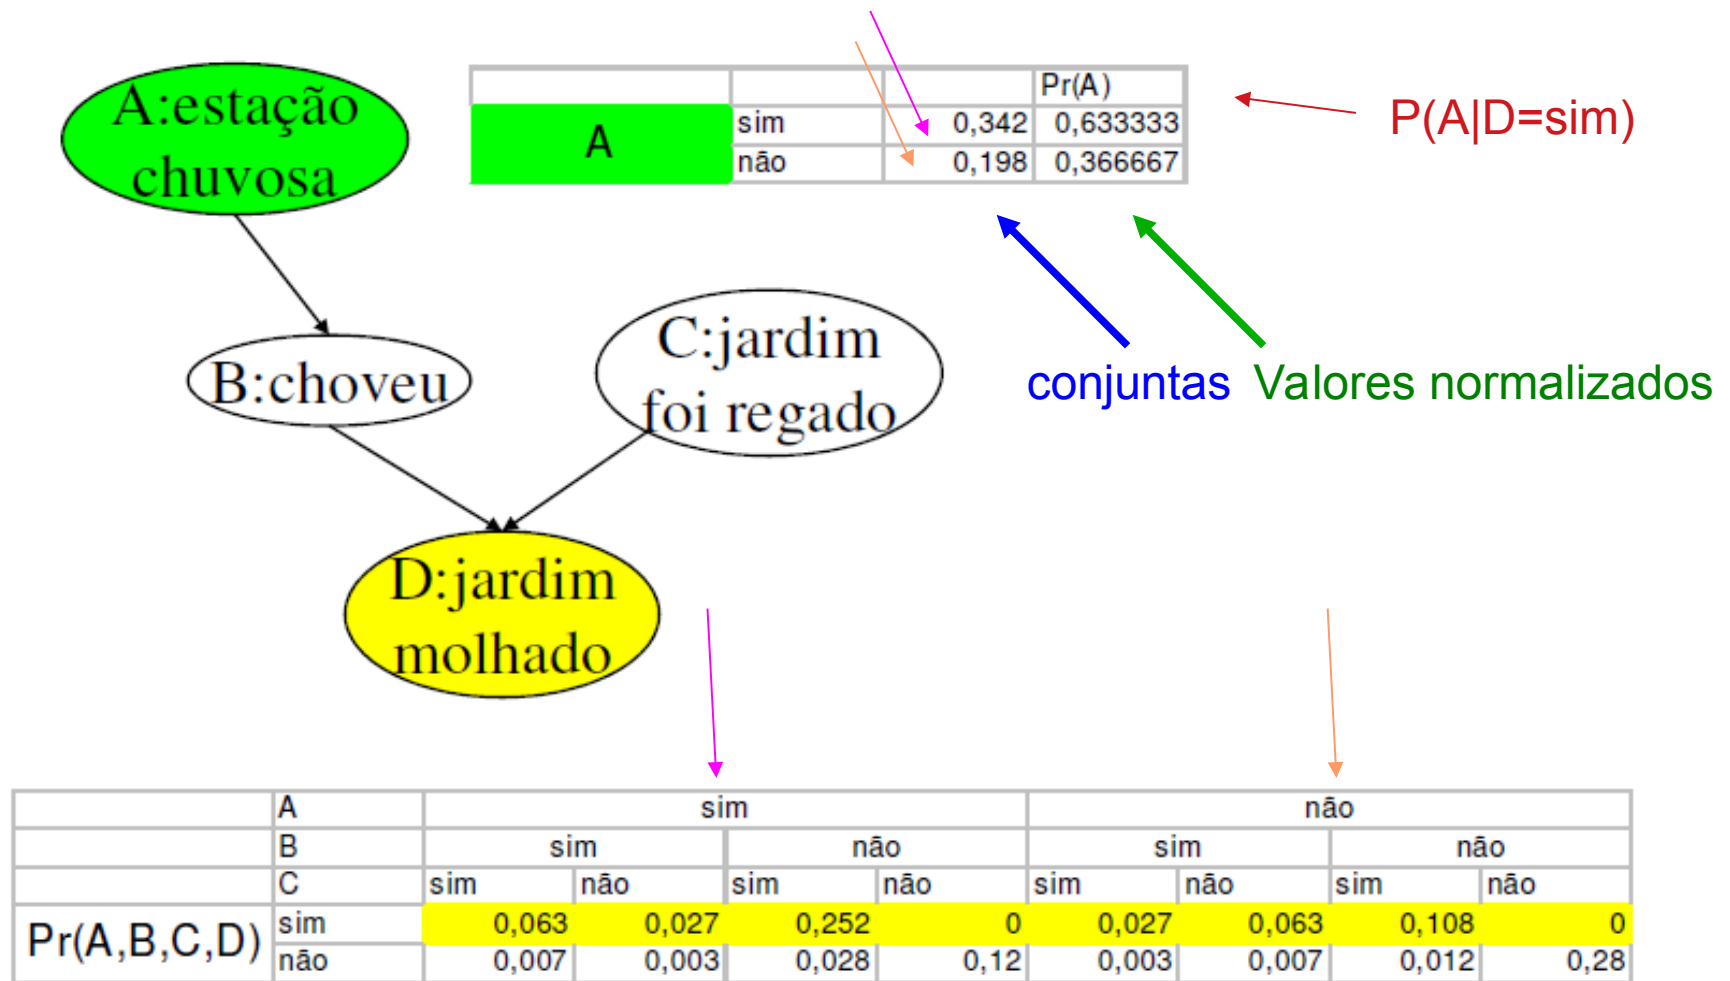 A:estação
chuvosa
Pr(A)
A sim 0,342 0,633333
não 0,198 0,366667
P(A|D=sim)
B:choveu
C:jardim
foi regado
conjuntas Valores normalizados
D:jardim
molhado
A sim não
B sim não sim não
C sim não sim não sim não sim não
Pr(A,B,C,D) sim 0,063 0,027 0,252 0 0,027 0,063 0,108 0
não 0,007 0,003 0,028 0,12 0,003 0,007 0,012 0,28